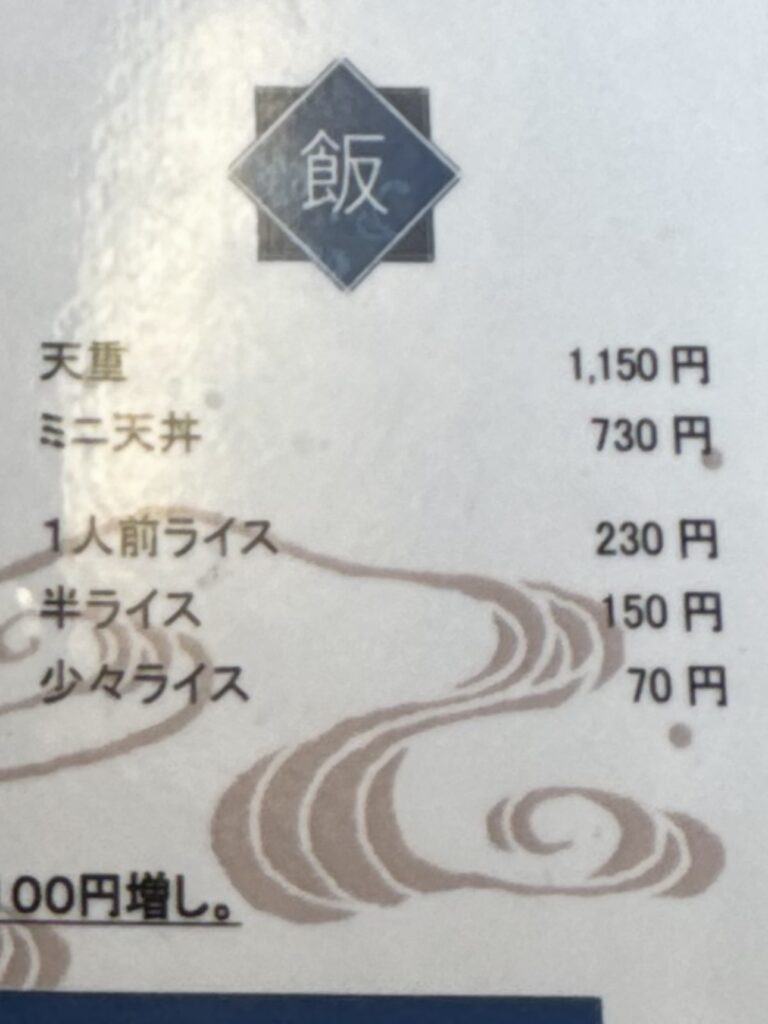 飯
天重 1,150 円
ミニ天丼 730 円
1人前ライス 230 円
半ライス 150 円
少々ライス 70 円
100円増し。